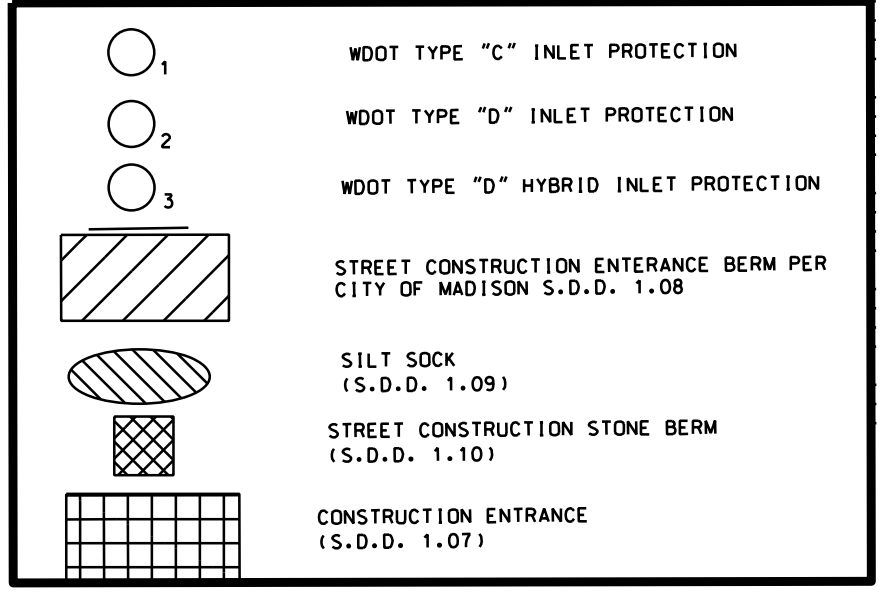 1 WDOT TYPE "C" INLET PROTECTION
2 WDOT TYPE "D" INLET PROTECTION
3 WDOT TYPE "D" HYBRID INLET PROTECTION
STREET CONSTRUCTION ENTERANCE BERM PER
CITY OF MADISON S.D.D. 1.08
SILT SOCK
(S.D.D. 1.09)
STREET CONSTRUCTION STONE BERM
(S.D.D. 1.10)
CONSTRUCTION ENTRANCE
(S.D.D. 1.07)